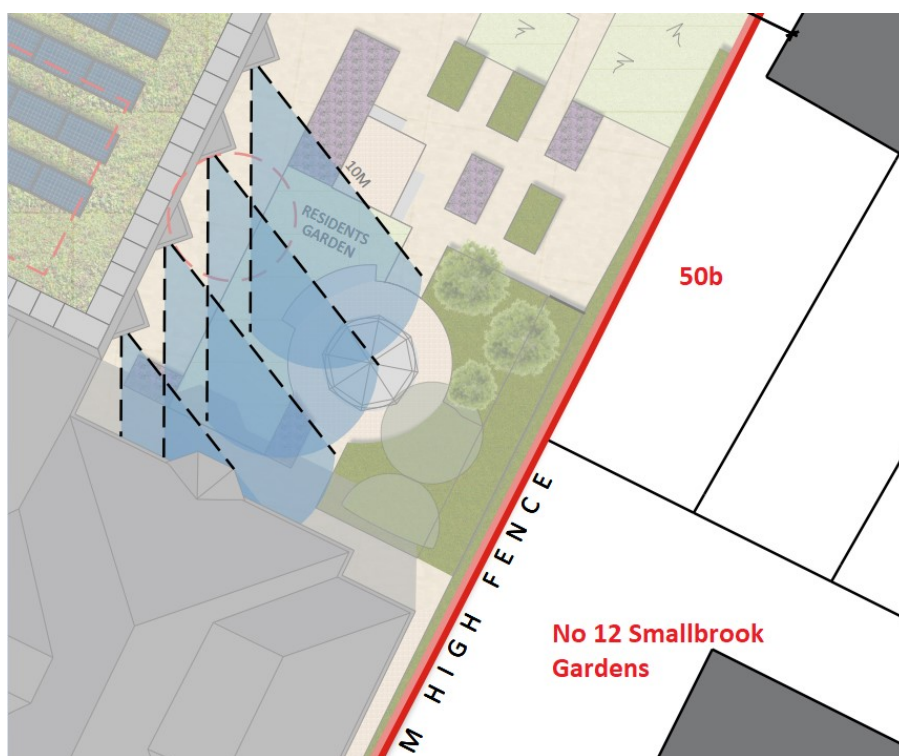 10M
RESIDENTS
GARDEN
50b
M HIGH FENCE
No 12 Smallbrook
Gardens